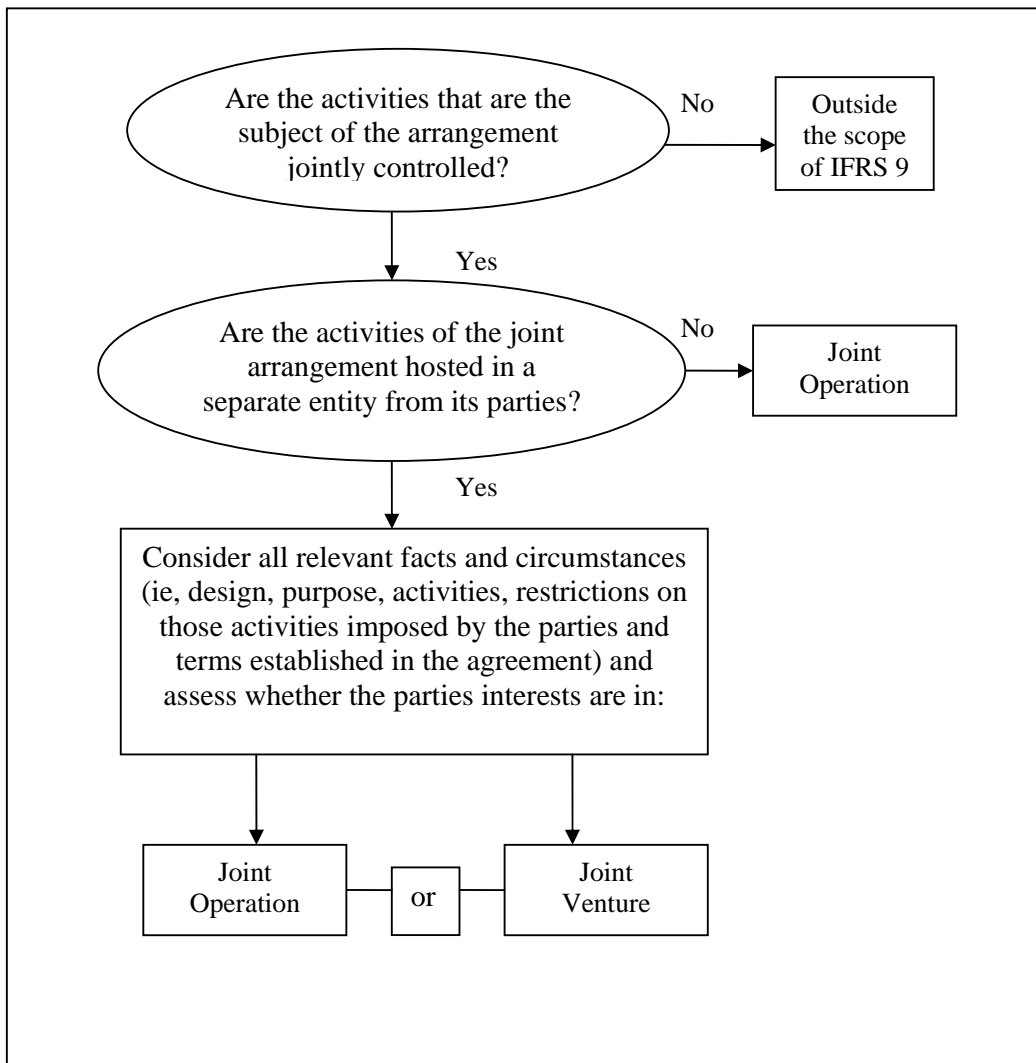 Are the activities that are the
subject of the arrangement
jointly controlled?
No
Outside
the scope
of IFRS 9
Yes
Are the activities of the joint
arrangement hosted in a
separate entity from its parties?
No
Joint
Operation
Yes
Consider all relevant facts and circumstances
(ie, design, purpose, activities, restrictions on
those activities imposed by the parties and
terms established in the agreement) and
assess whether the parties interests are in:
Joint
Operation
or
Joint
Venture